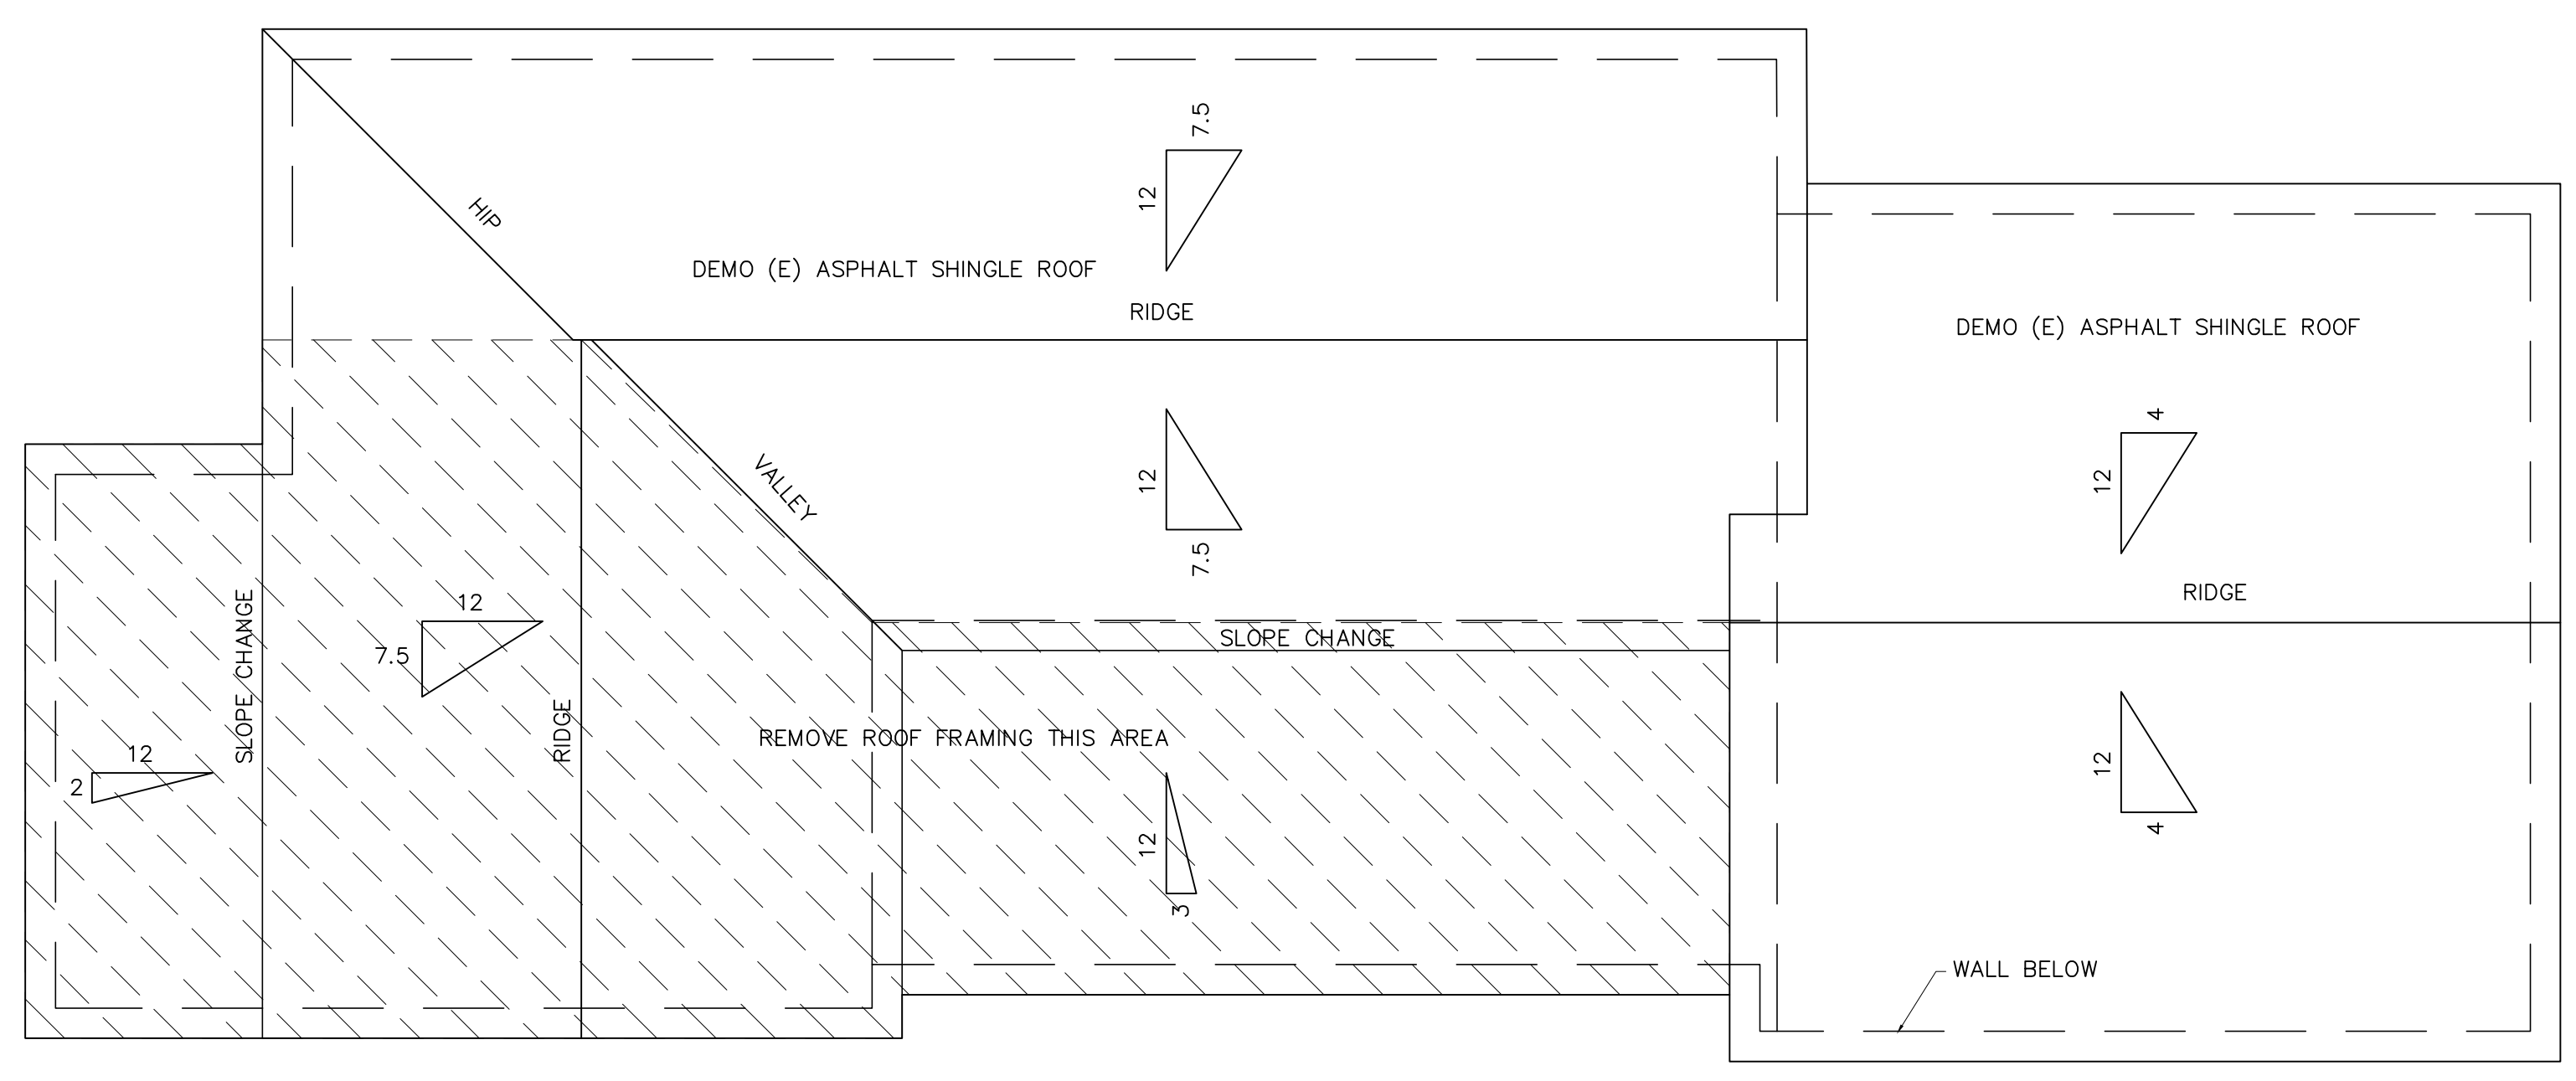 7.5
12
HIP
DEMO (E) ASPHALT SHINGLE ROOF
RIDGE
DEMO (E) ASPHALT SHINGLE ROOF
4
12
VALLEY
12
7.5
RIDGE
SLOPE CHANGE
12
7.5
SLOPE CHANGE
RIDGE
REMOVE ROOF FRAMING THIS AREA
12
2
12
3
12
4
WALL BELOW